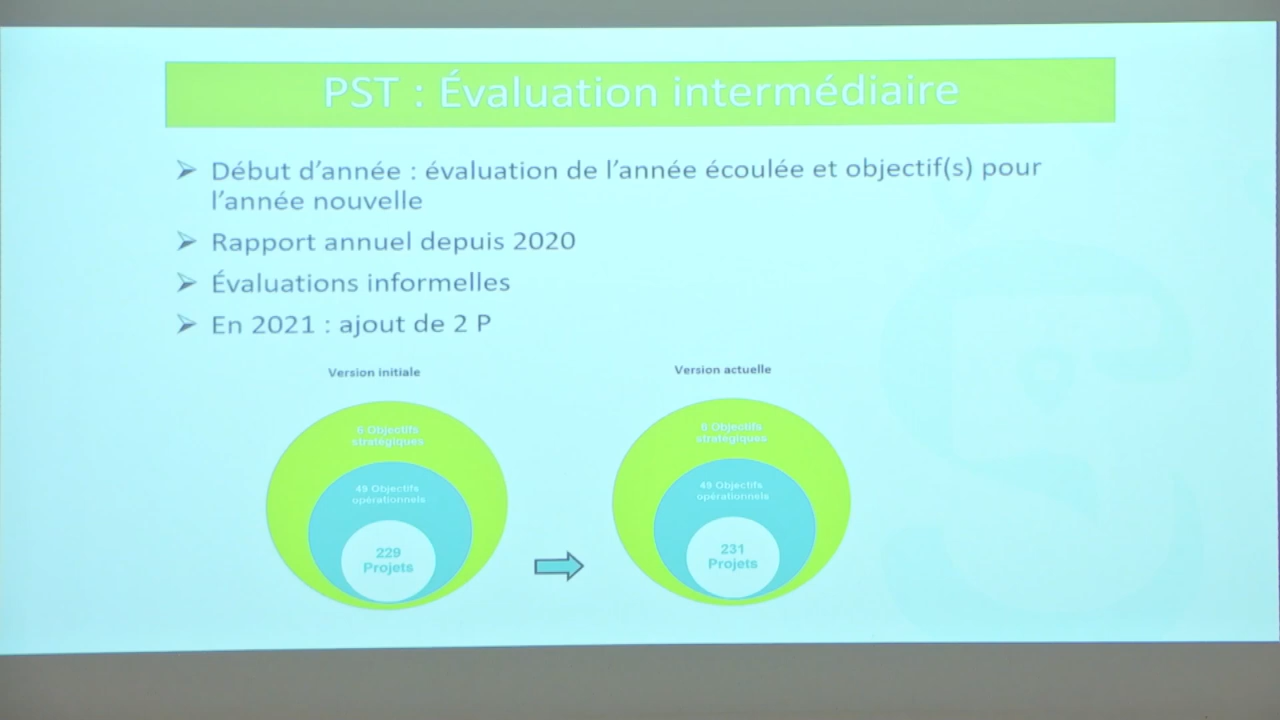 PST : Évaluation intermédiaire
Début d'année : évaluation de l'année écoulée et objectif(s) pour
l'année nouvelle
Rapport annuel depuis 2020
Évaluations informelles
En 2021 : ajout de 2 P
Version initiale
Version actuelle
6 Objectifs
stratégiques
49 Objectifs
opérationnels
229
Projets
6 Objectifs
stratégiques
49 Objectifs
opérationnels
231
Projets